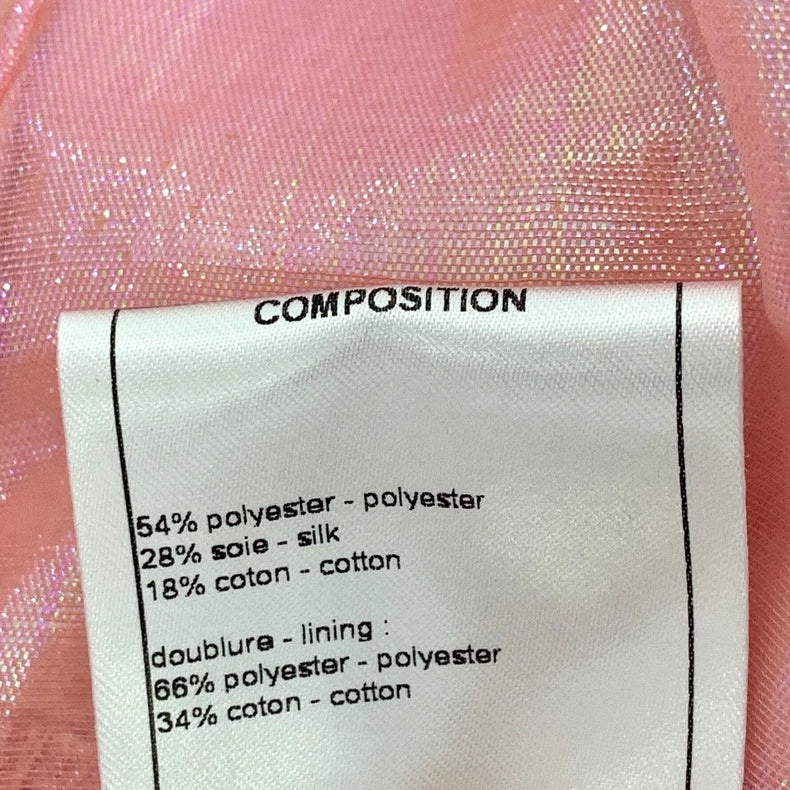 COMPOSITION
54% polyester - polyester
28% soie - silk
18% coton - cotton
doublure - lining :
66% polyester - polyester
34% coton - cotton